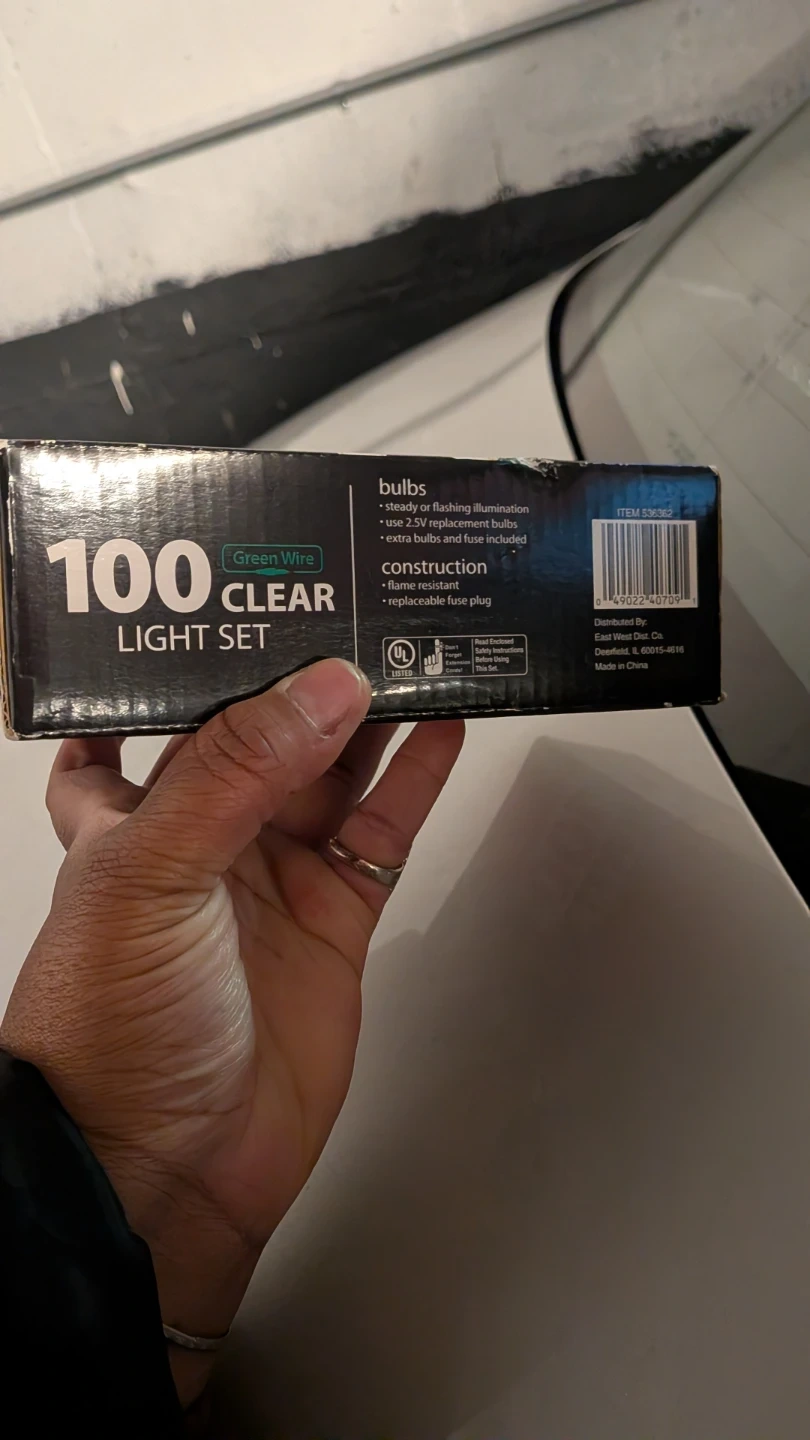 100
Green Wire
CLEAR
LIGHT SET
bulbs
• steady or flashing illumination
• use 2.5V replacement bulbs
• extra bulbs and fuse included
construction
• flame resistant
• replaceable fuse plug
UL
LISTED
Don't
Forget
Extension
Cords!
Read Enclosed
Safety Instructions
Before Using
This Set.
ITEM 536362
0 49022 40709 1
Distributed By:
East West Dist. Co.
Deerfield, IL 60015-4616
Made in China